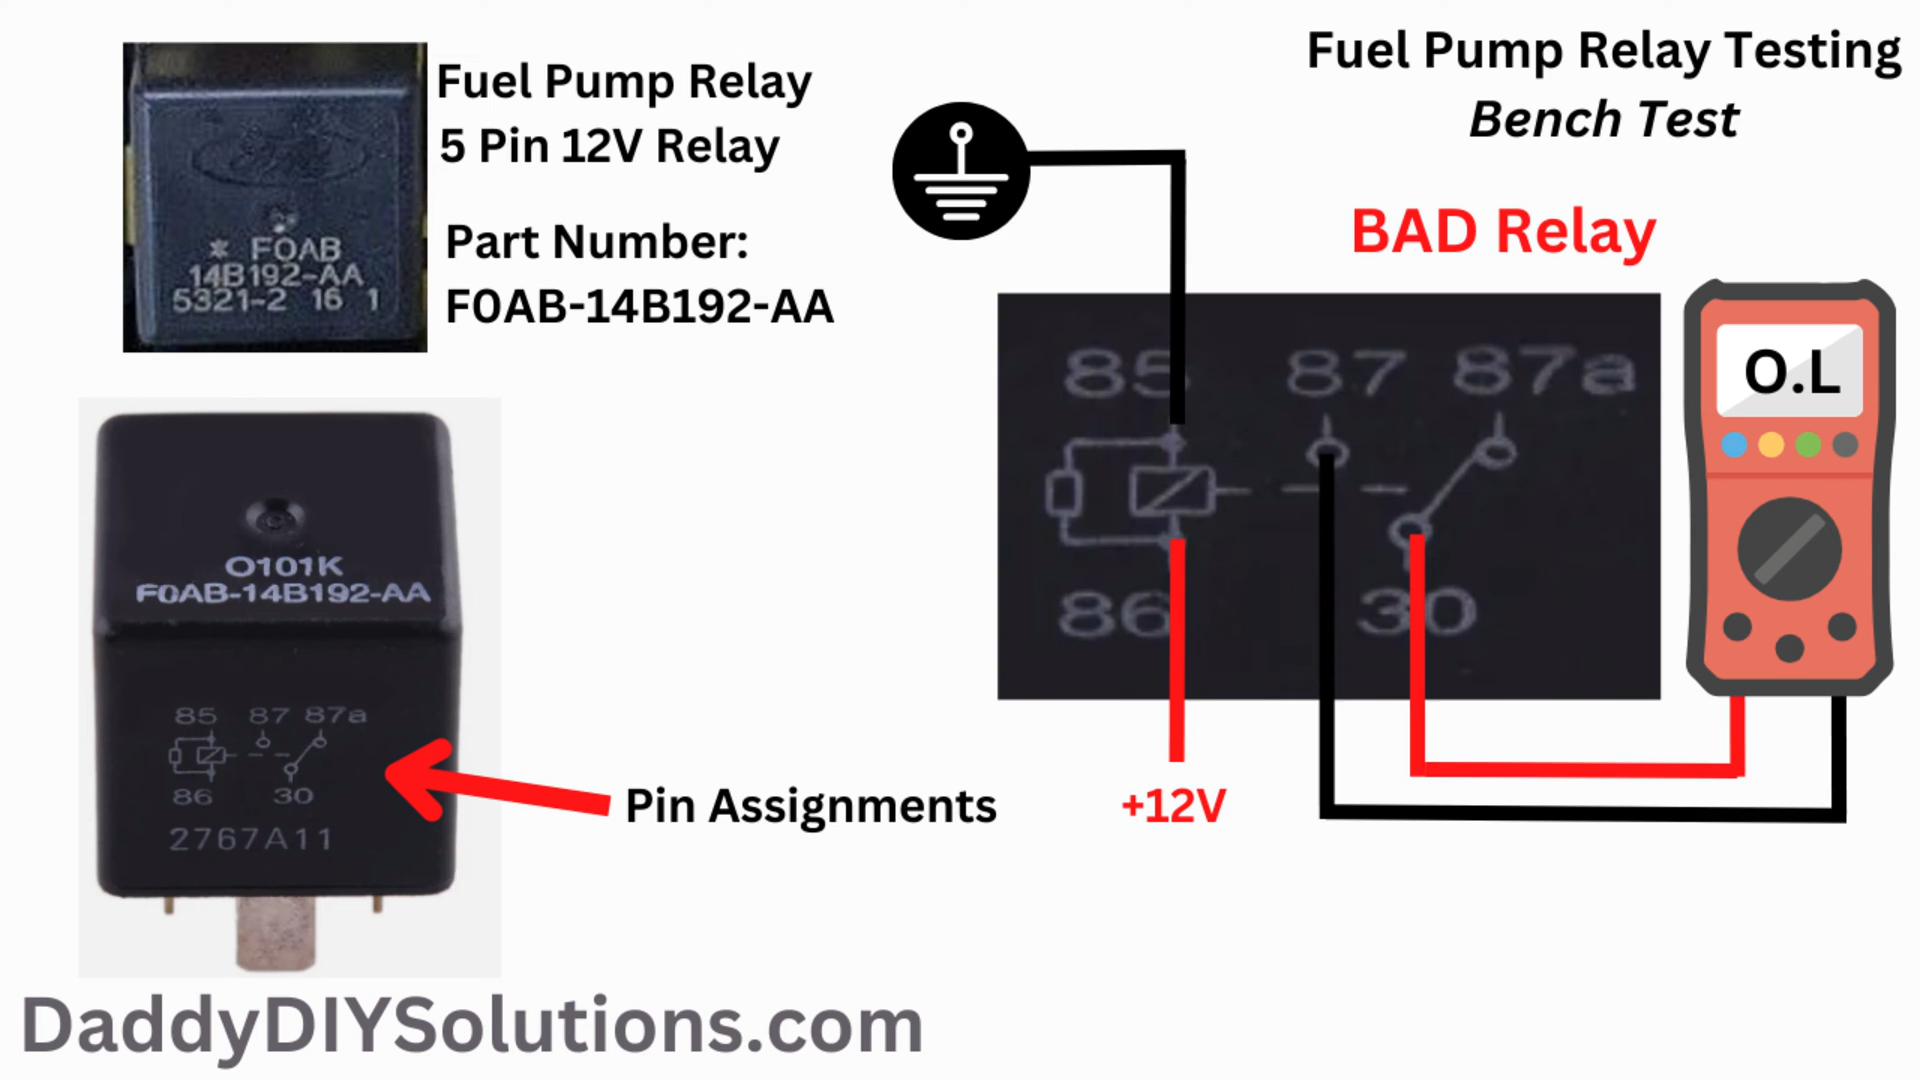 Fuel Pump Relay
5 Pin 12V Relay
Part Number:
F0AB-14B192-AA
* F0AB
14B192-AA
5321-2 16 1
O101K
F0AB-14B192-AA
85 87 87a
86 30
2767A11
Pin Assignments
Fuel Pump Relay Testing
Bench Test
BAD Relay
85 87 87a
86 30
O.L
+12V
DaddyDIYSolutions.com